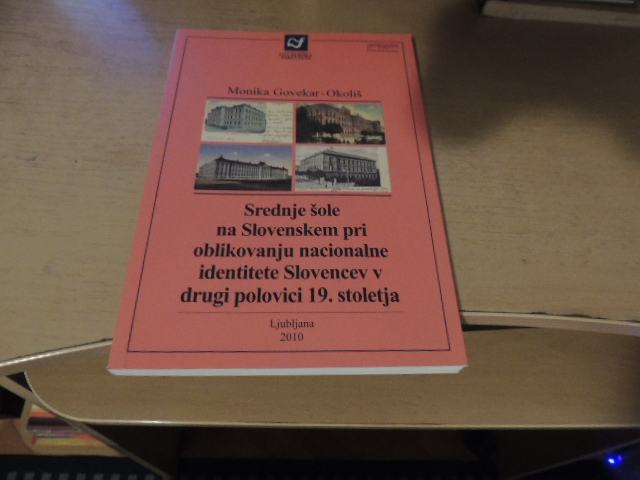 Monika Govekar-Okoliš
Srednje šole
na Slovenskem pri
oblikovanju nacionalne
identitete Slovencev v
drugi polovici 19. stoletja
Ljubljana
2010